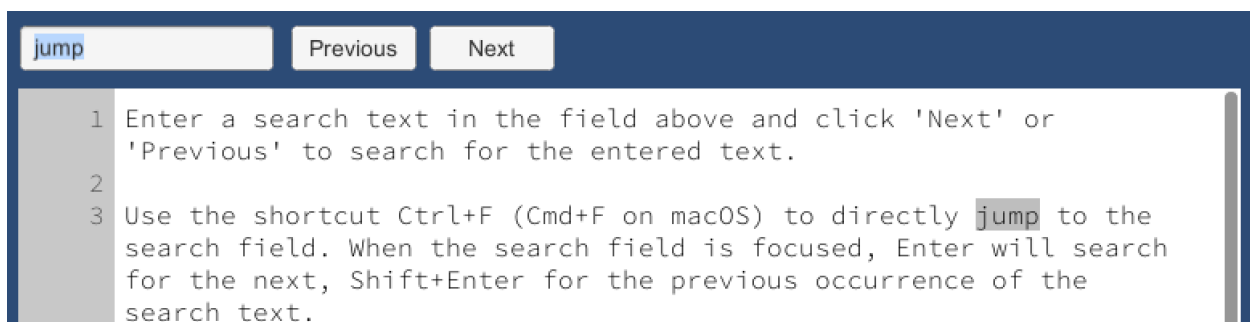 jump Previous Next
1 Enter a search text in the field above and click 'Next' or
'Previous' to search for the entered text.
2
3 Use the shortcut Ctrl+F (Cmd+F on macOS) to directly jump to the
search field. When the search field is focused, Enter will search
for the next, Shift+Enter for the previous occurrence of the
search text.